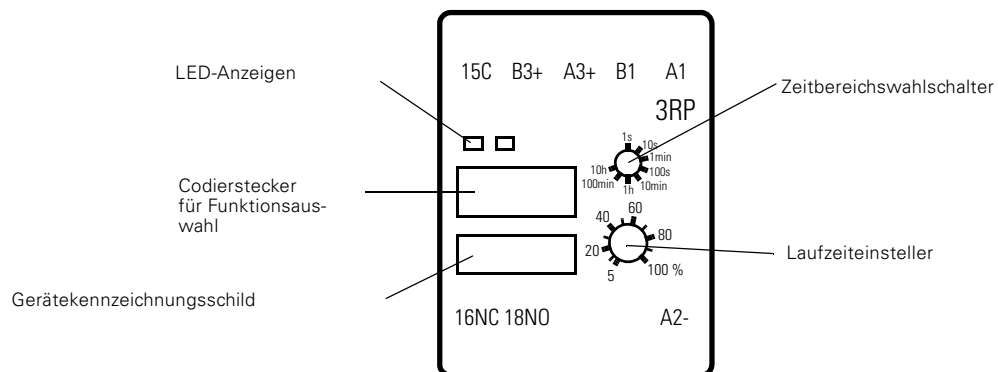 LED-Anzeigen
15C B3+ A3+ B1 A1
Zeitbereichswahlschalter
3RP
1s
10s
1min
100s
10min
1h
100min
10h
Codierstecker
für Funktionsaus-
wahl
60
40
80
20
5
100 %
Laufzeiteinsteller
Gerätekennzeichnungsschild
16NC 18NO A2-